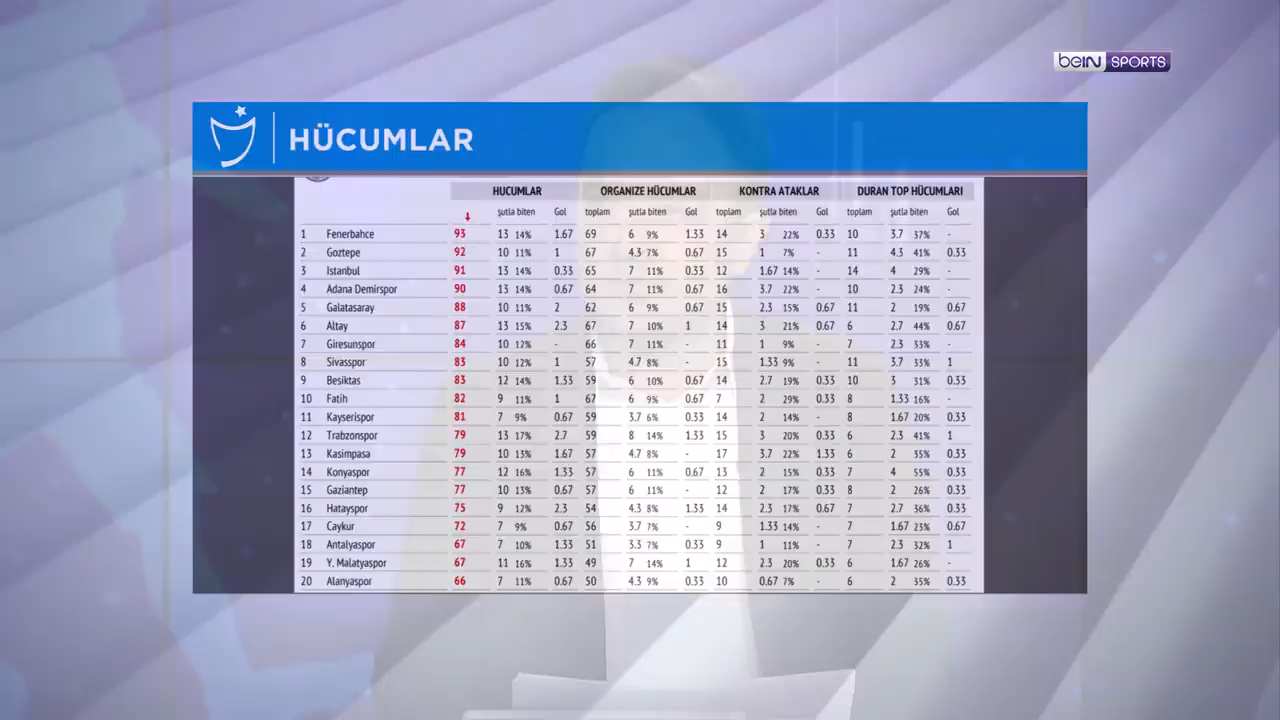 beIN SPORTS
HÜCUMLAR
HUCUMLAR ORGANIZE HÜCUMLAR KONTRA ATAKLAR DURAN TOP HÜCUMLARI
şutla biten Gol toplam şutla biten Gol toplam şutla biten Gol toplam şutla biten Gol
1 Fenerbahce 93 13 14% 1.67 69 6 9% 1.33 14 3 22% 0.33 10 3.7 37% -
2 Goztepe 92 10 11% 1 67 4.3 7% 0.67 15 1 7% - 11 4.3 41% 0.33
3 Istanbul 91 13 14% 0.33 65 7 11% 0.33 12 1.67 14% - 14 4 29% -
4 Adana Demirspor 90 13 14% 0.67 64 7 11% 0.67 16 3.7 22% - 10 2.3 24% -
5 Galatasaray 88 10 11% 2 62 6 9% 0.67 15 2.3 15% 0.67 11 2 19% 0.67
6 Altay 87 13 15% 2.3 67 7 10% 1 14 3 21% 0.67 6 2.7 44% 0.67
7 Giresunspor 84 10 12% - 66 7 11% - 11 1 9% - 7 2.3 33% -
8 Sivasspor 83 10 12% 1 57 4.7 8% - 15 1.33 9% - 11 3.7 33% 1
9 Besiktas 83 12 14% 1.33 59 6 10% 0.67 14 2.7 19% 0.33 10 3 31% 0.33
10 Fatih 82 9 11% 1 67 6 9% 0.67 7 2 29% 0.33 8 1.33 16% -
11 Kayserispor 81 7 9% 0.67 59 3.7 6% 0.33 14 2 14% - 8 1.67 20% 0.33
12 Trabzonspor 79 13 17% 2.7 59 8 14% 1.33 15 3 20% 0.33 6 2.3 41% 1
13 Kasimpasa 79 10 13% 1.67 57 4.7 8% - 17 3.7 22% 1.33 6 2 35% 0.33
14 Konyaspor 77 12 16% 1.33 57 6 11% 0.67 13 2 15% 0.33 7 4 55% 0.33
15 Gaziantep 77 10 13% 0.67 57 6 11% - 12 2 17% 0.33 8 2 26% 0.33
16 Hatayspor 75 9 12% 2.3 54 4.3 8% 1.33 14 2.3 17% 0.67 7 2.7 36% 0.33
17 Caykur 72 7 9% 0.67 56 3.7 7% - 9 1.33 14% - 7 1.67 23% 0.67
18 Antalyaspor 67 7 10% 1.33 51 3.3 7% 0.33 9 1 11% - 7 2.3 32% 1
19 Y. Malatyaspor 67 11 16% 1.33 49 7 14% 1 12 2.3 20% 0.33 6 1.67 26% -
20 Alanyaspor 66 7 11% 0.67 50 4.3 9% 0.33 10 0.67 7% - 6 2 35% 0.33